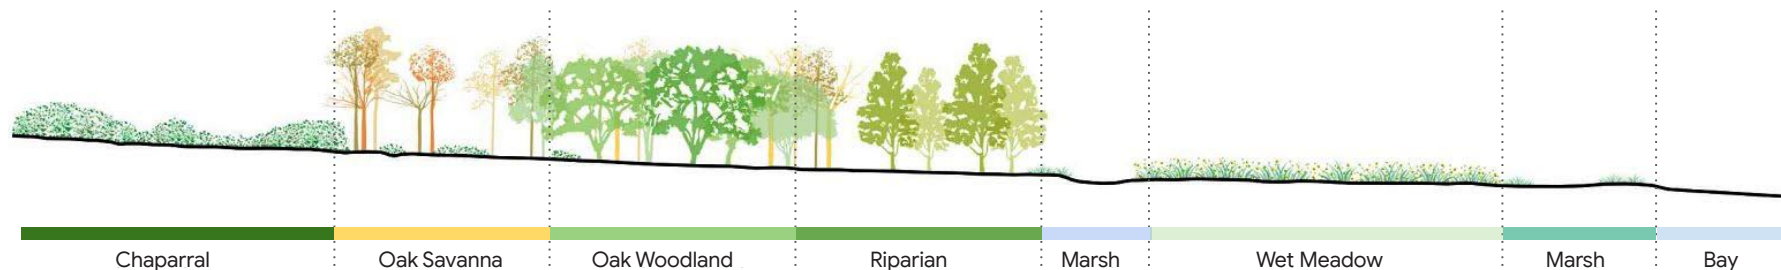 Chaparral
Oak Savanna
Oak Woodland
Riparian
Marsh
Wet Meadow
Marsh
Bay